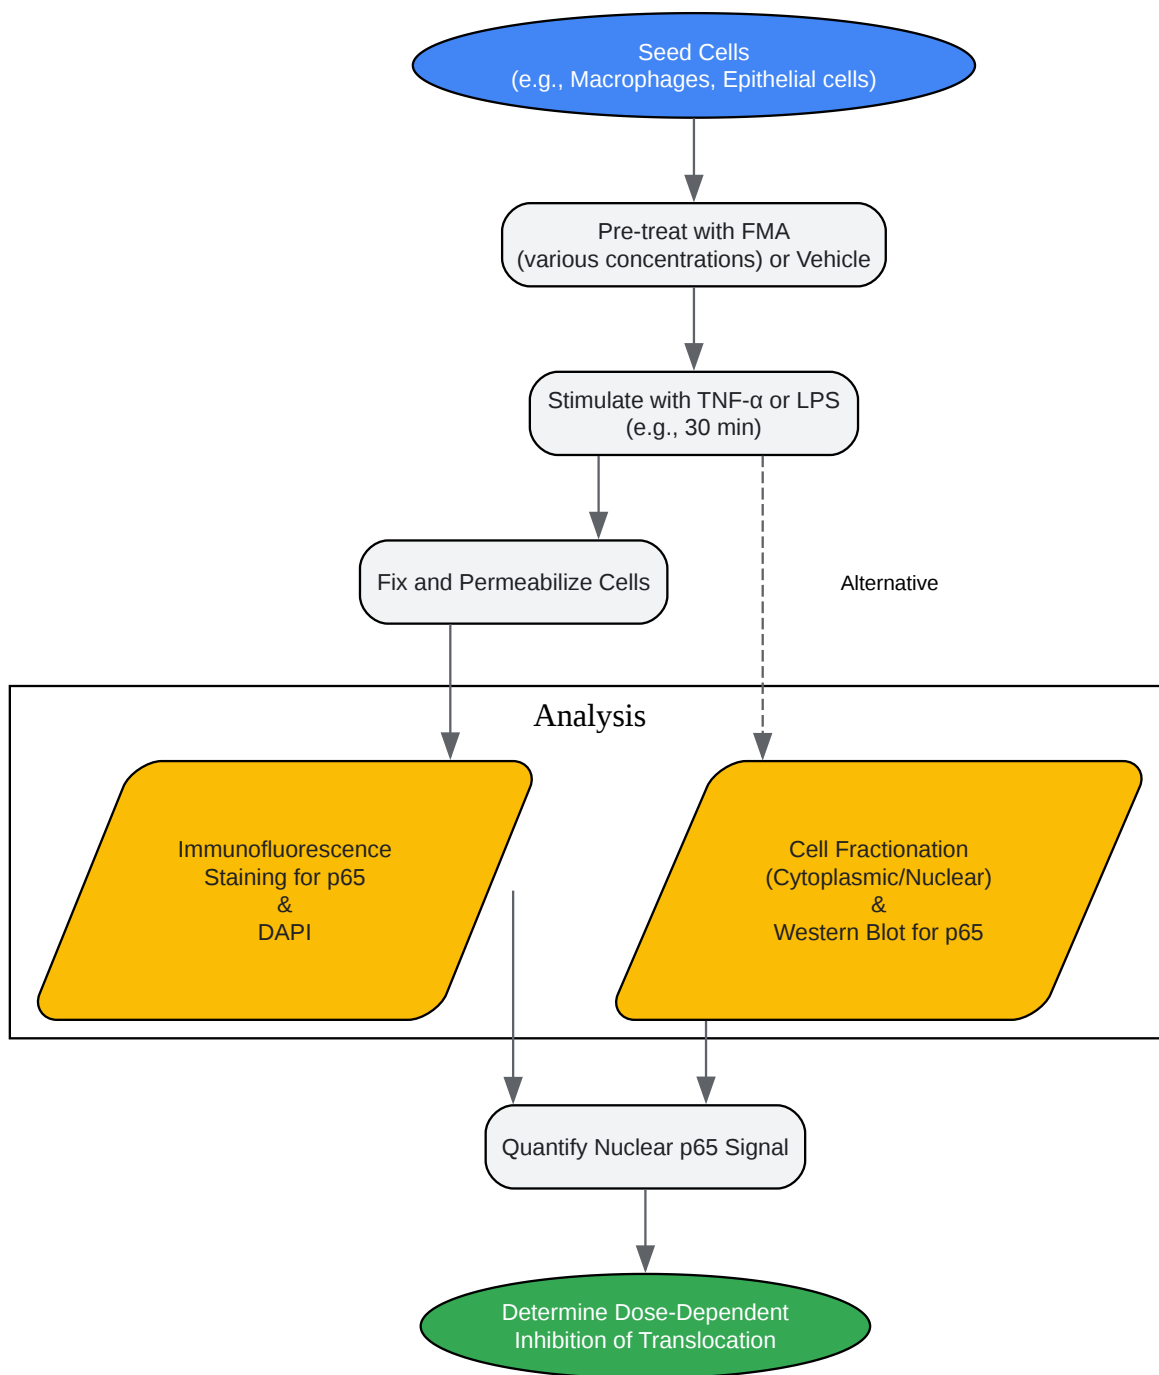 Seed Cells
(e.g., Macrophages, Epithelial cells)
Pre-treat with FMA
(various concentrations) or Vehicle
Stimulate with TNF-α or LPS
(e.g., 30 min)
Fix and Permeabilize Cells
Alternative
Analysis
Immunofluorescence
Staining for p65
&
DAPI
Cell Fractionation
(Cytoplasmic/Nuclear)
&
Western Blot for p65
Quantify Nuclear p65 Signal
Determine Dose-Dependent
Inhibition of Translocation